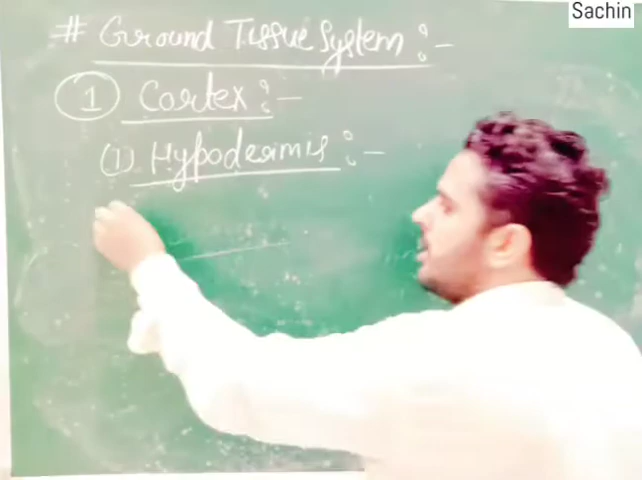 Sachin
# Ground Tissue System :-
1 Cortex :-
(1) Hypodermis :-